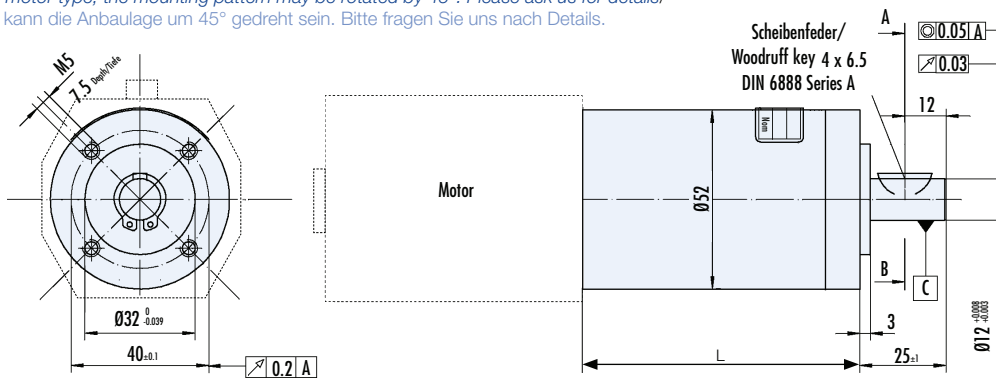 motor type, the mounting pattern may be rotated by 45°. Please ask us for details/
kann die Anbaulage um 45° gedreht sein. Bitte fragen Sie uns nach Details.
M5
7.5 Depth/Tiefe
Ø32 0 -0.039
40±0.1
0.2 A
Motor
Ø52
Nom
Scheibenfeder/
Woodruff key 4 x 6.5
DIN 6888 Series A
A
0.05 A
0.03
12
B
C
3
L
25±1
Ø12 +0.008 +0.003